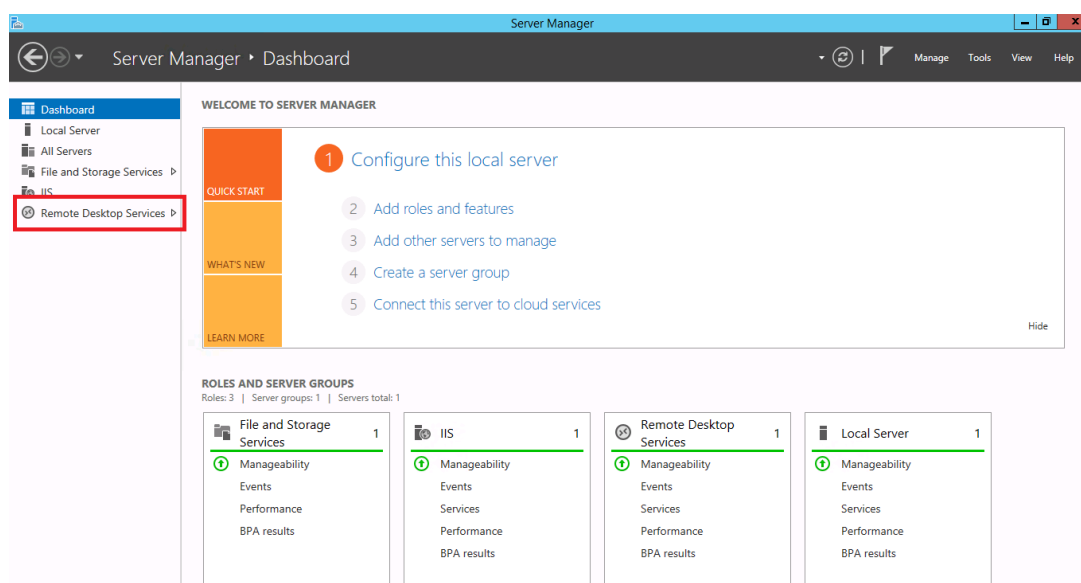 Server Manager
Server Manager • Dashboard
Manage Tools View Help
Dashboard
Local Server
All Servers
File and Storage Services
IIS
Remote Desktop Services
WELCOME TO SERVER MANAGER
QUICK START
WHAT'S NEW
LEARN MORE
1 Configure this local server
2 Add roles and features
3 Add other servers to manage
4 Create a server group
5 Connect this server to cloud services
Hide
ROLES AND SERVER GROUPS
Roles: 3 | Server groups: 1 | Servers total: 1
File and Storage
Services 1
Manageability
Events
Performance
BPA results
IIS 1
Manageability
Events
Services
Performance
BPA results
Remote Desktop
Services 1
Manageability
Events
Services
Performance
BPA results
Local Server 1
Manageability
Events
Services
Performance
BPA results